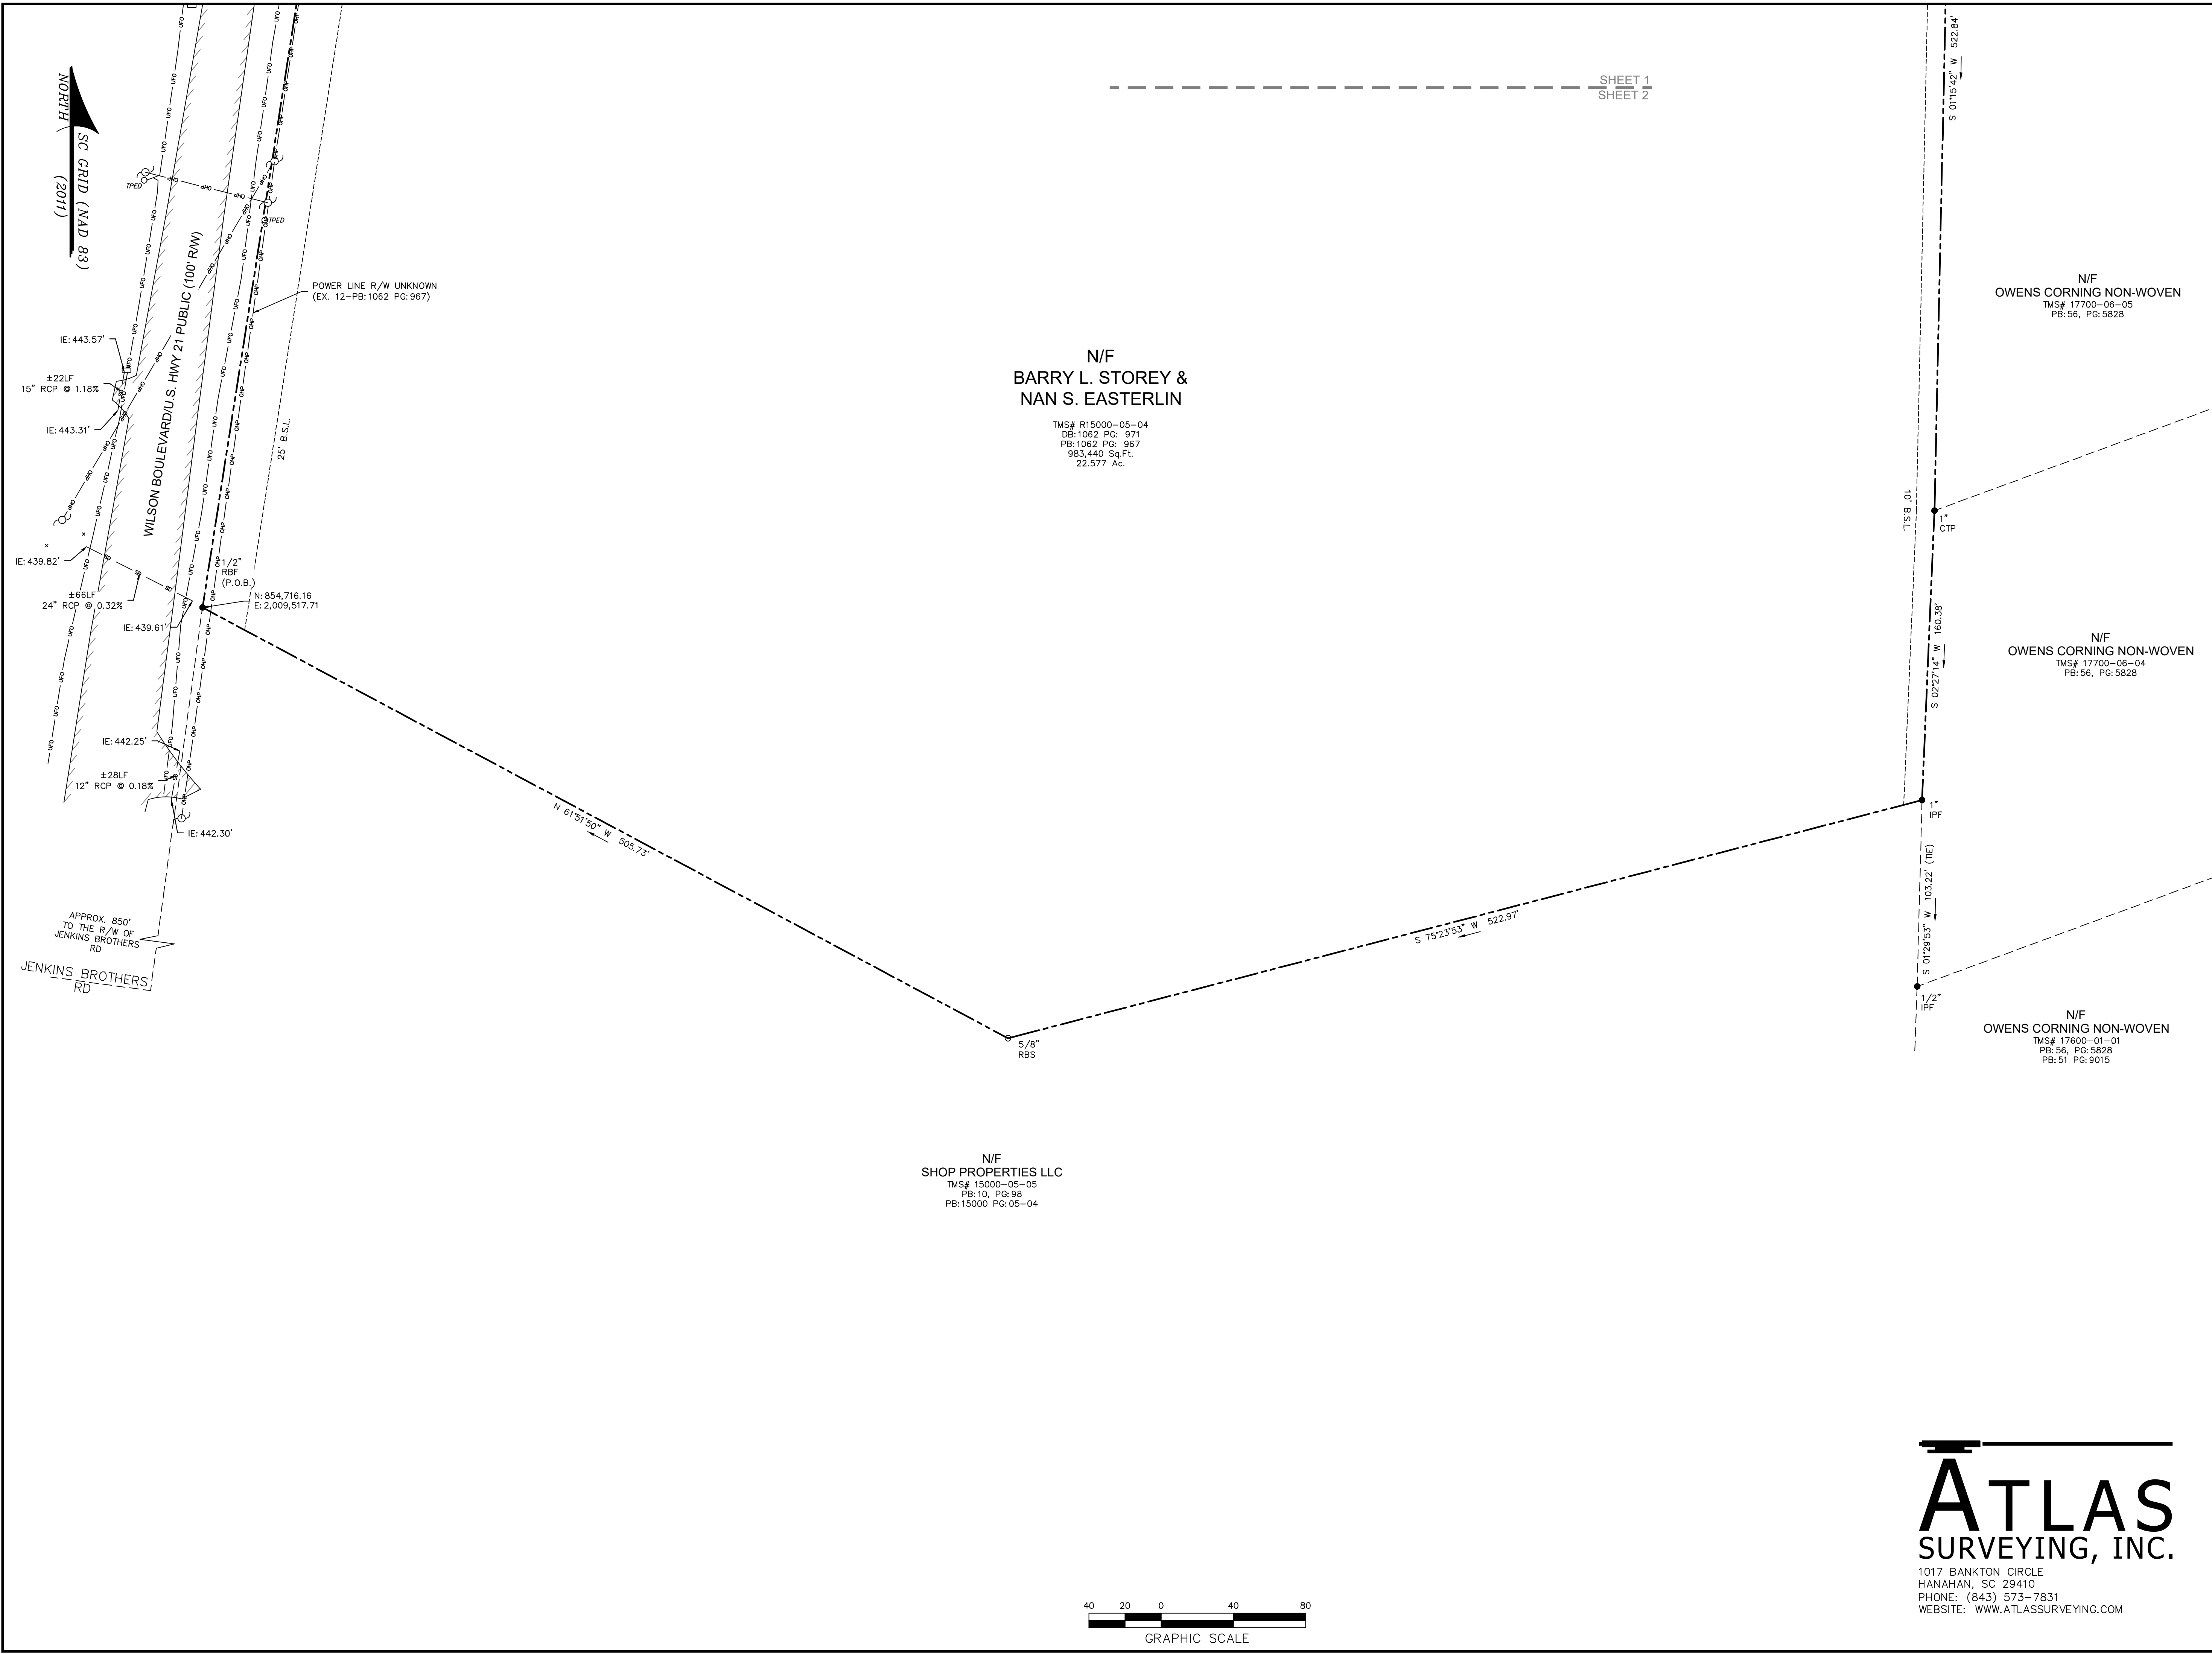 SHEET 1
SHEET 2
NORTH
SC GRID (NAD 83)
(2011)
TPED
TPED
WILSON BOULEVARD/U.S. HWY 21 PUBLIC (100' R/W)
POWER LINE R/W UNKNOWN
(EX. 12-PB:1062 PG:967)
25' B.S.L.
IE: 443.57'
±22LF
15" RCP @ 1.18%
IE: 443.31'
IE: 439.82'
±66LF
24" RCP @ 0.32%
IE: 439.61'
1/2"
RBF
(P.O.B.)
N: 854,716.16
E: 2,009,517.71
IE: 442.25'
±28LF
12" RCP @ 0.18%
IE: 442.30'
APPROX. 850'
TO THE R/W OF
JENKINS BROTHERS
RD
JENKINS BROTHERS
RD
N/F
BARRY L. STOREY &
NAN S. EASTERLIN
TMS# R15000-05-04
DB:1062 PG: 971
PB:1062 PG: 967
983,440 Sq.Ft.
22.577 Ac.
S 01°15'42" W 522.84'
N/F
OWENS CORNING NON-WOVEN
TMS# 17700-06-05
PB:56, PG:5828
10' B.S.L.
1"
CTP
S 02°27'14" W 160.38'
N/F
OWENS CORNING NON-WOVEN
TMS# 17700-06-04
PB:56, PG:5828
1"
IPF
S 01°29'53" W 103.22' (TIE)
1/2"
IPF
N/F
OWENS CORNING NON-WOVEN
TMS# 17600-01-01
PB:56, PG:5828
PB:51 PG:9015
N 61°51'50" W 505.73'
S 75°23'53" W 522.97'
5/8"
RBS
N/F
SHOP PROPERTIES LLC
TMS# 15000-05-05
PB:10, PG:98
PB:15000 PG:05-04
40 20 0 40 80
GRAPHIC SCALE
ATLAS
SURVEYING, INC.
1017 BANKTON CIRCLE
HANAHAN, SC 29410
PHONE: (843) 573-7831
WEBSITE: WWW.ATLASSURVEYING.COM